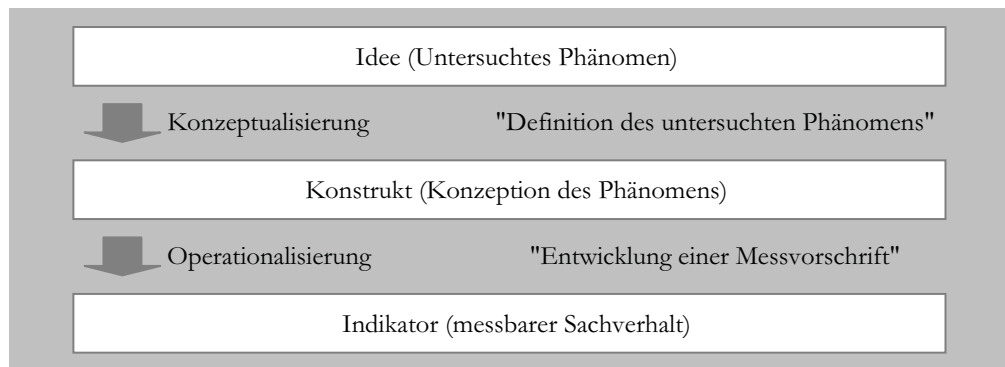 Idee (Untersuchtes Phänomen)
Konzeptualisierung "Definition des untersuchten Phänomens"
Konstrukt (Konzeption des Phänomens)
Operationalisierung "Entwicklung einer Messvorschrift"
Indikator (messbarer Sachverhalt)